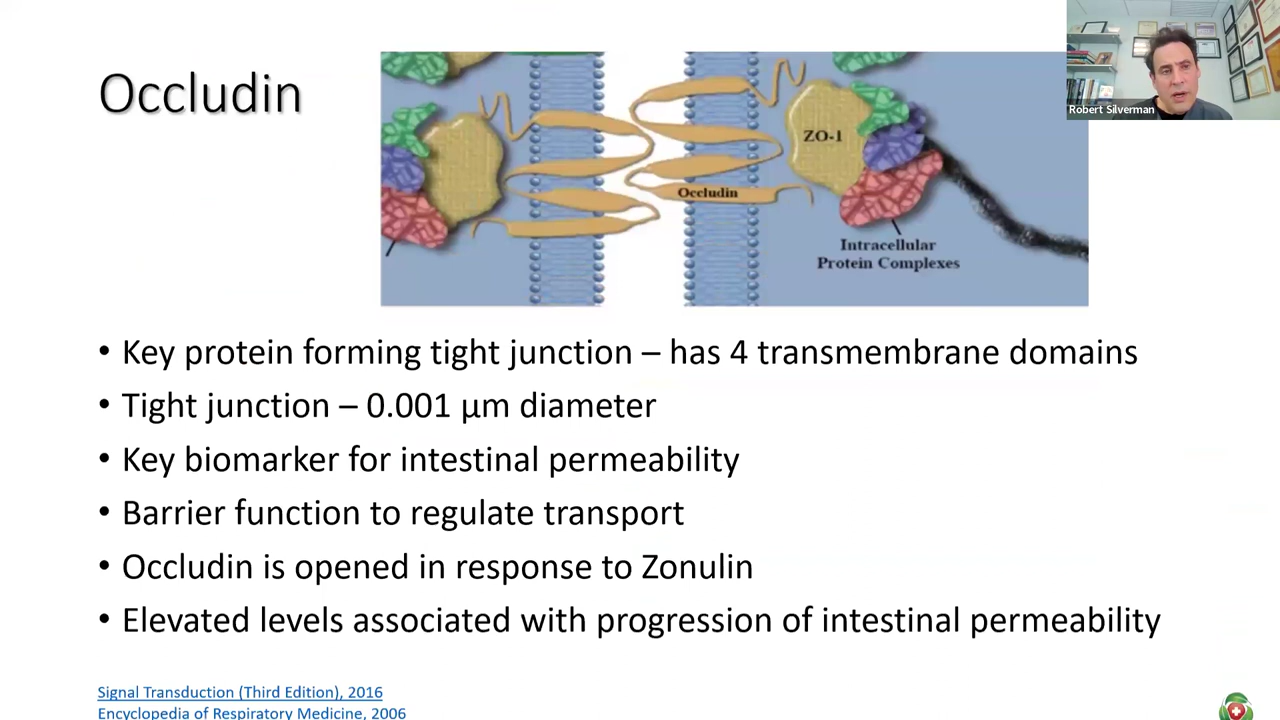 Occludin
Robert Silverman
ZO-1
Occludin
Intracellular
Protein Complexes
• Key protein forming tight junction – has 4 transmembrane domains
• Tight junction – 0.001 µm diameter
• Key biomarker for intestinal permeability
• Barrier function to regulate transport
• Occludin is opened in response to Zonulin
• Elevated levels associated with progression of intestinal permeability
Signal Transduction (Third Edition), 2016
Encyclopedia of Respiratory Medicine, 2006